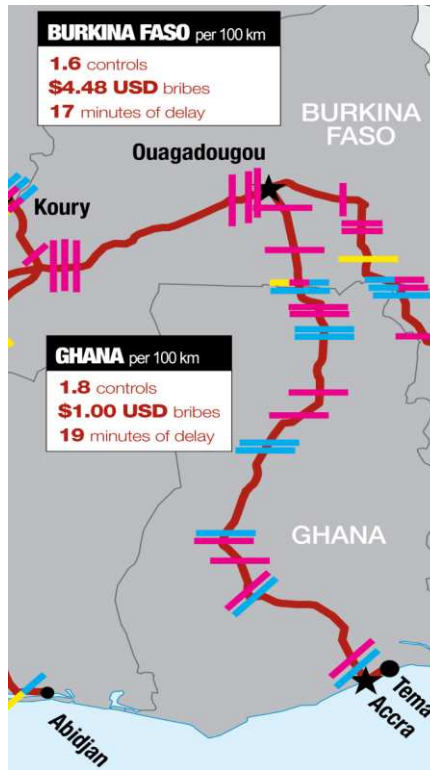 BURKINA FASO per 100 km
1.6 controls
$4.48 USD bribes
17 minutes of delay
BURKINA
FASO
Ouagadougou
Koury
GHANA per 100 km
1.8 controls
$1.00 USD bribes
19 minutes of delay
GHANA
Tema
Accra
Abidjan